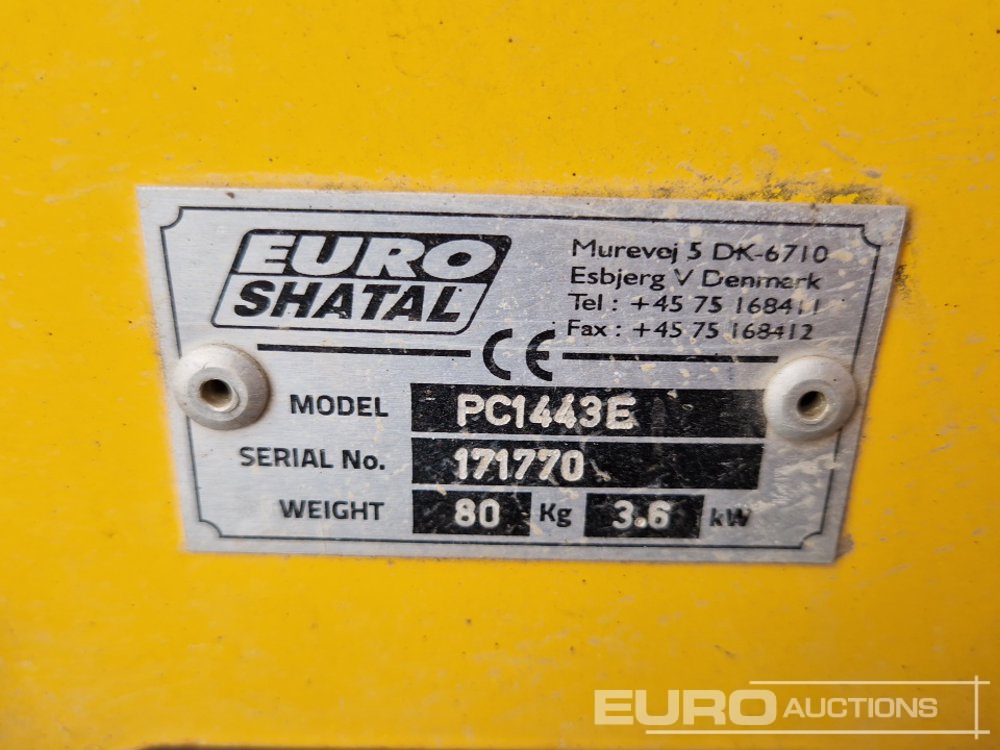 EURO
SHATAL
Murevej 5 DK-6710
Esbjerg V Denmark
Tel : +45 75 168411
Fax : +45 75 168412
CE
MODEL PC1443E
SERIAL No. 171770
WEIGHT 80 Kg 3.6 kW
EURO AUCTIONS